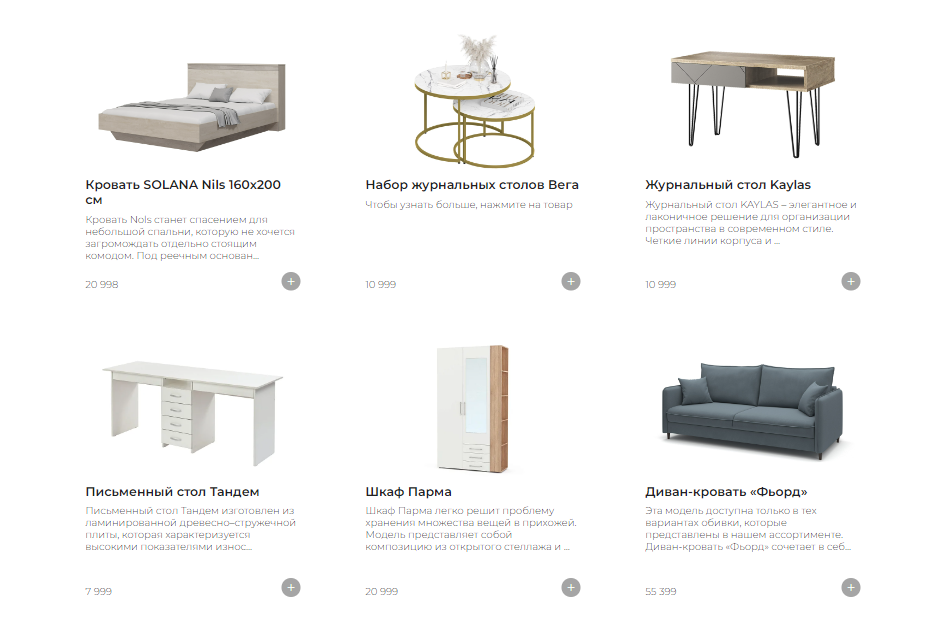 Кровать SOLANA Nils 160x200
см
Кровать Nols станет спасением для
небольшой спальни, которую не хочется
загромождать отдельно стоящим
комодом. Под реечным основан...
20 998
+
Набор журнальных столов Вега
Чтобы узнать больше, нажмите на товар
10 999
+
Журнальный стол Kaylas
Журнальный стол KAYLAS – элегантное и
лаконичное решение для организации
пространства в современном стиле.
Четкие линии корпуса и ...
10 999
+
Письменный стол Тандем
Письменный стол Тандем изготовлен из
ламинированной древесно-стружечной
плиты, которая характеризуется
высокими показателями износ...
7 999
Шкаф Парма
Шкаф Парма легко решит проблему
хранения множества вещей в прихожей.
Модель представляет собой
композицию из открытого стеллажа и ...
20 999
+
Диван-кровать «Фьорд»
Эта модель доступна только в тех
вариантах обивки, которые
представлены в нашем ассортименте.
Диван-кровать «Фьорд» сочетает в себ...
55 399
+